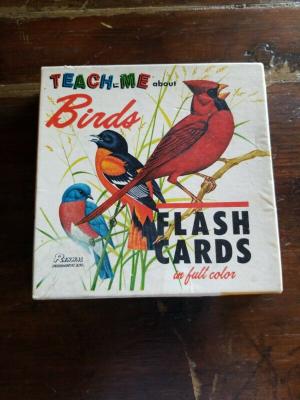 TEACH-ME about
Birds
FLASH
CARDS
in full color